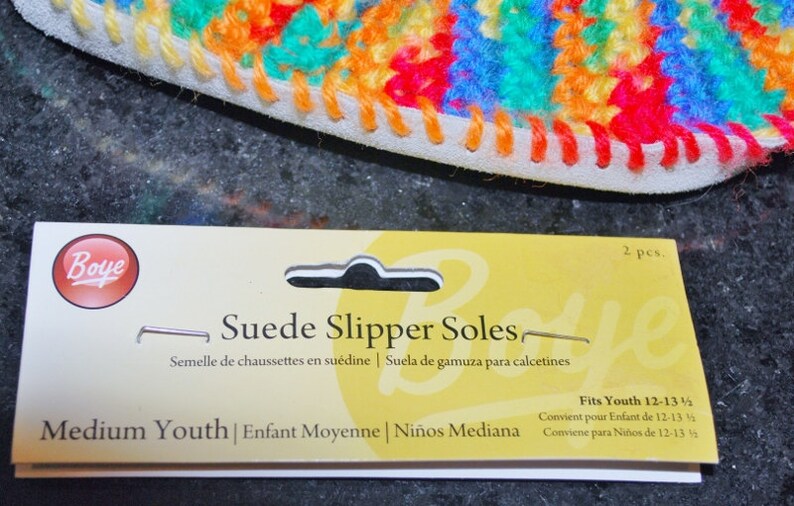 Boye
2 pcs.
Boye
Suede Slipper Soles
Semelle de chaussettes en suédine | Suela de gamuza para calcetines
Fits Youth 12-13 ½
Convient pour Enfant de 12-13 ½
Conviene para Niños de 12-13 ½
Medium Youth | Enfant Moyenne | Niños Mediana